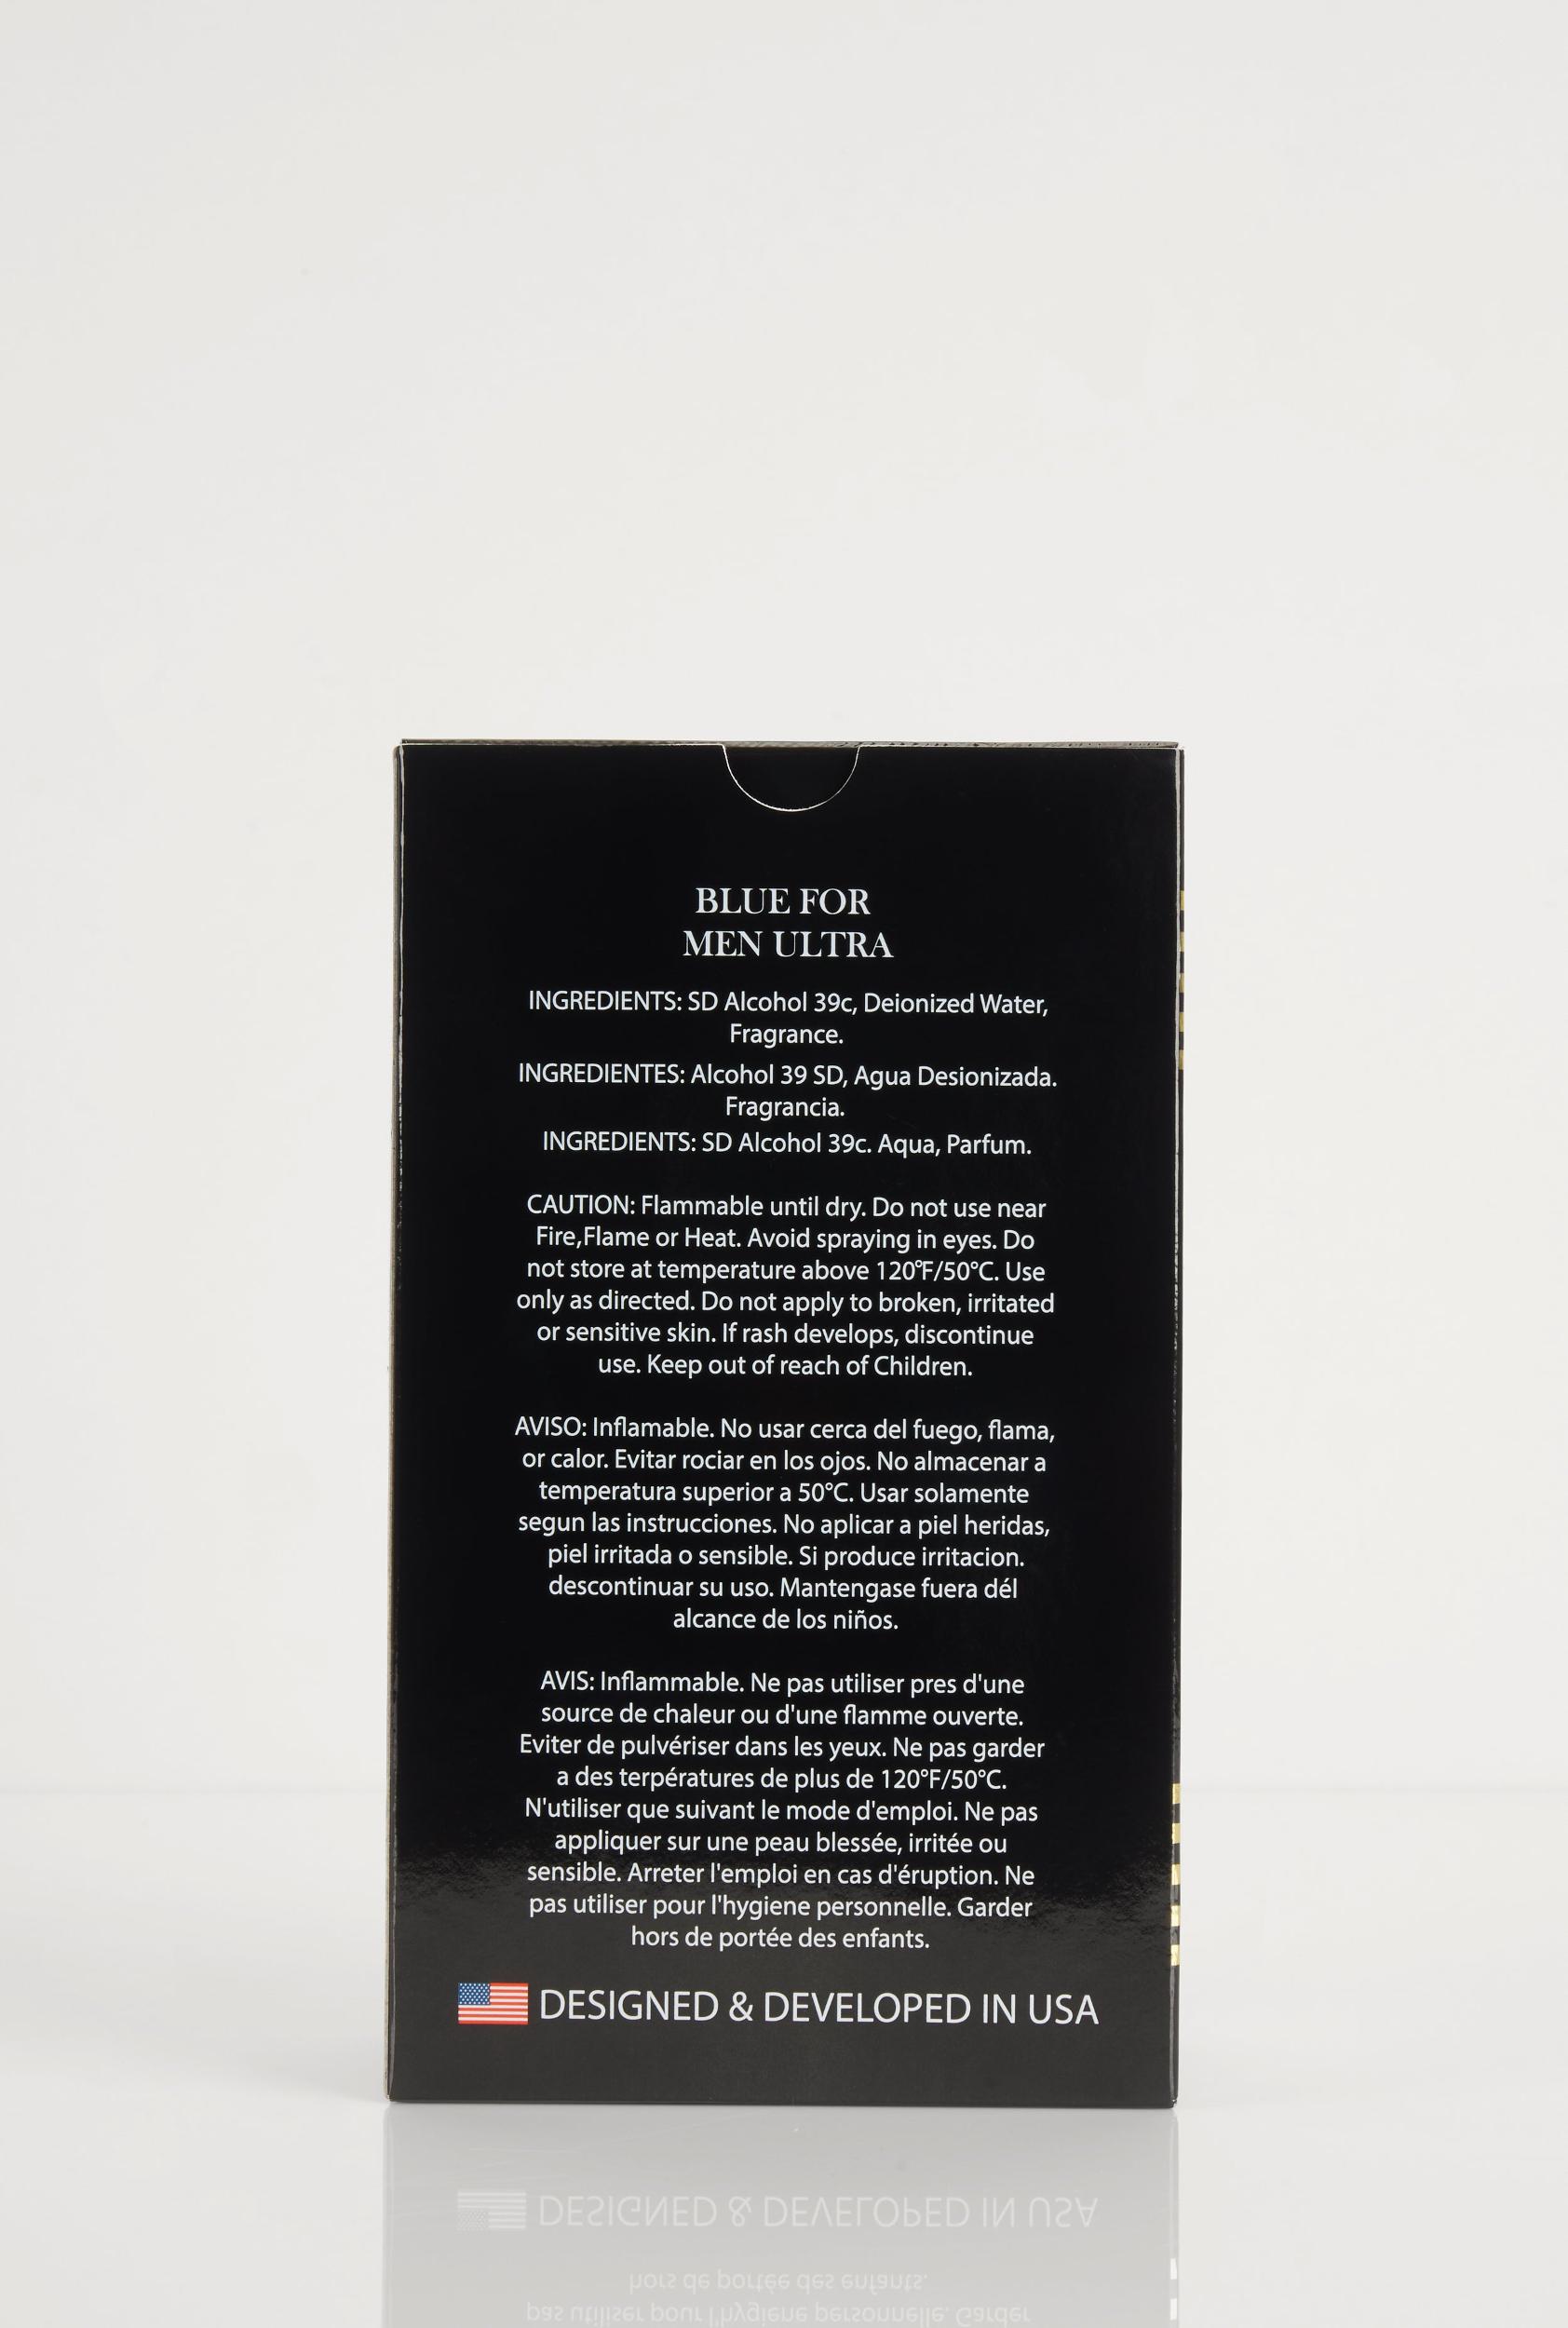 BLUE FOR
MEN ULTRA
INGREDIENTS: SD Alcohol 39c, Deionized Water,
Fragrance.
INGREDIENTES: Alcohol 39 SD, Agua Desionizada.
Fragrancia.
INGREDIENTS: SD Alcohol 39c. Aqua, Parfum.
CAUTION: Flammable until dry. Do not use near
Fire,Flame or Heat. Avoid spraying in eyes. Do
not store at temperature above 120°F/50°C. Use
only as directed. Do not apply to broken, irritated
or sensitive skin. If rash develops, discontinue
use. Keep out of reach of Children.
AVISO: Inflamable. No usar cerca del fuego, flama,
or calor. Evitar rociar en los ojos. No almacenar a
temperatura superior a 50°C. Usar solamente
segun las instrucciones. No aplicar a piel heridas,
piel irritada o sensible. Si produce irritacion.
descontinuar su uso. Mantengase fuera dél
alcance de los niños.
AVIS: Inflammable. Ne pas utiliser pres d'une
source de chaleur ou d'une flamme ouverte.
Eviter de pulvériser dans les yeux. Ne pas garder
a des terpératures de plus de 120°F/50°C.
N'utiliser que suivant le mode d'emploi. Ne pas
appliquer sur une peau blessée, irritée ou
sensible. Arreter l'emploi en cas d'éruption. Ne
pas utiliser pour l'hygiene personnelle. Garder
hors de portée des enfants.
DESIGNED & DEVELOPED IN USA